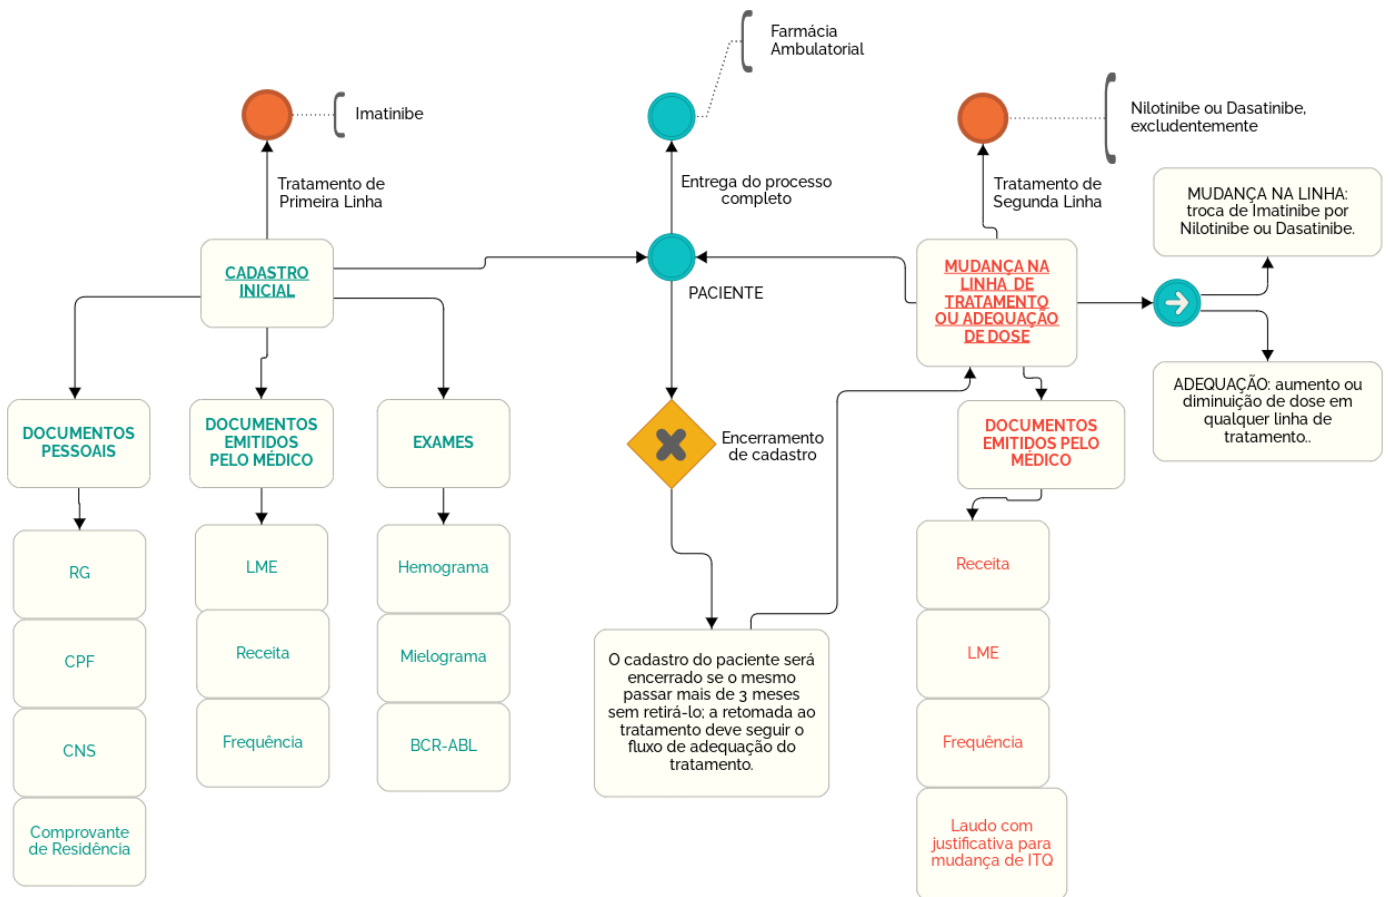 Farmácia
Ambulatorial
Imatinibe
Nilotinibe ou Dasatinibe,
excludentemente
Tratamento de
Primeira Linha
Entrega do processo
completo
Tratamento de
Segunda Linha
MUDANÇA NA LINHA:
troca de Imatinibe por
Nilotinibe ou Dasatinibe.
CADASTRO
INICIAL
PACIENTE
MUDANÇA NA
LINHA DE
TRATAMENTO
OU ADEQUAÇÃO
DE DOSE
ADEQUAÇÃO: aumento ou
diminuição de dose em
qualquer linha de
tratamento..
DOCUMENTOS
PESSOAIS
DOCUMENTOS
EMITIDOS
PELO MÉDICO
EXAMES
Encerramento
de cadastro
DOCUMENTOS
EMITIDOS PELO
MÉDICO
RG
CPF
CNS
Comprovante
de Residência
LME
Receita
Frequência
Hemograma
Mielograma
BCR-ABL
O cadastro do paciente será
encerrado se o mesmo
passar mais de 3 meses
sem retirá-lo; a retomada ao
tratamento deve seguir o
fluxo de adequação do
tratamento.
Receita
LME
Frequência
Laudo com
justificativa para
mudança de ITQ